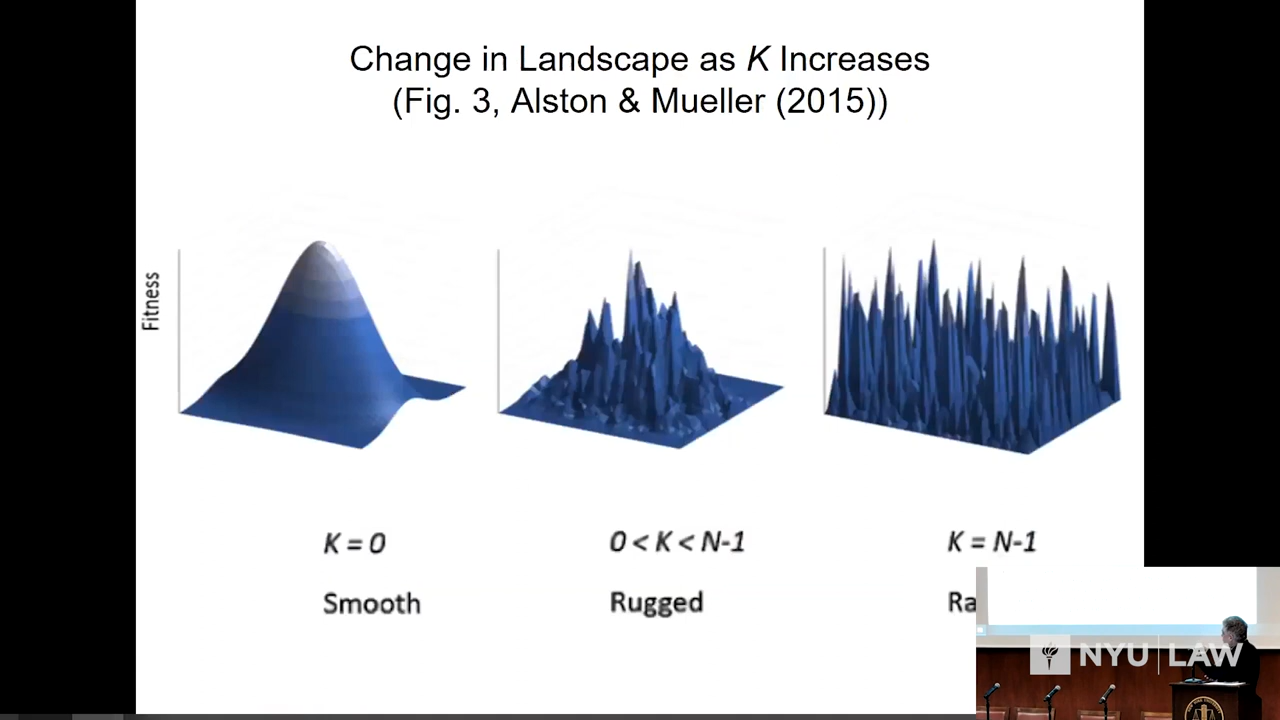 Change in Landscape as K Increases
(Fig. 3, Alston & Mueller (2015))
Fitness
K = 0
0 < K < N-1
K = N-1
Smooth
Rugged
Ra
NYU LAW